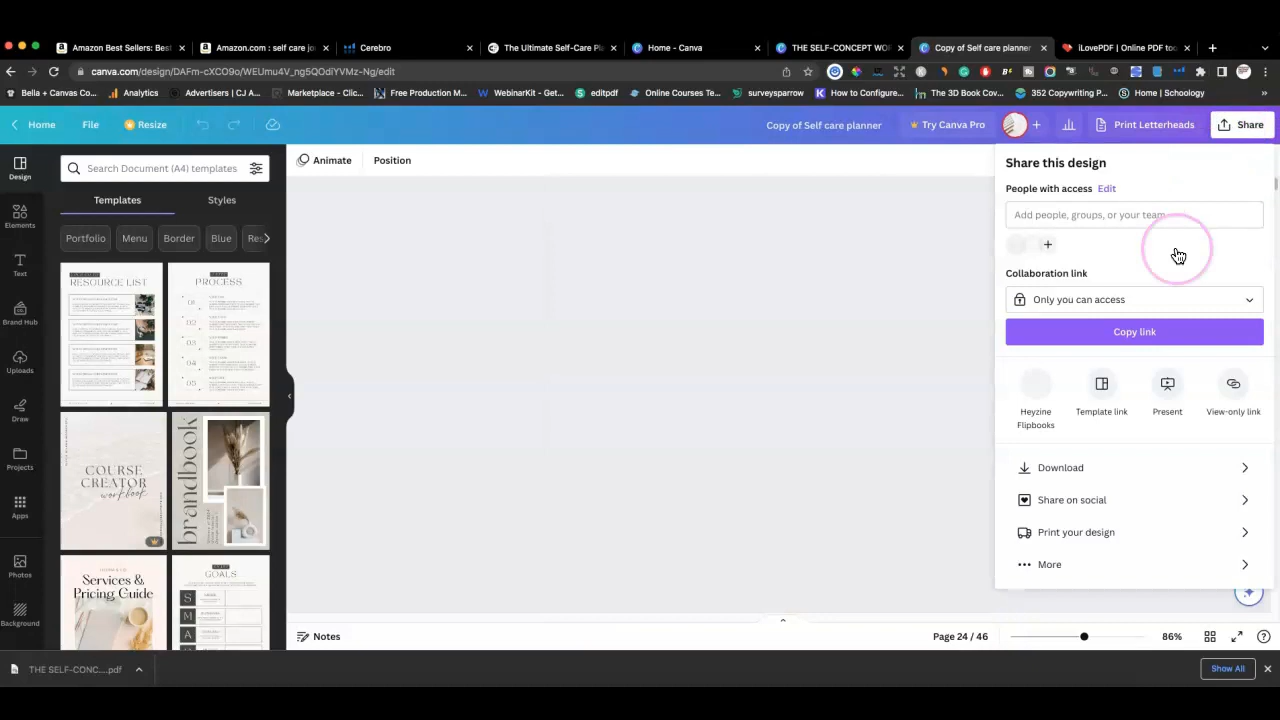 Amazon Best Sellers: Bes
Amazon.com : self care jo
Cerebro
The Ultimate Self-Care Pl
Home - Canva
THE SELF-CONCEPT WO
Copy of Self care planner
iLovePDF | Online PDF too
canva.com/design/DAFm-cXCO9o/WEUmu4V_ng5QOdiYVMz-Ng/edit
Bella + Canvas Co...
Analytics
Advertisers | CJ A...
Marketplace - Clic...
Free Production M...
WebinarKit - Get...
editpdf
Online Courses Te...
surveysparrow
How to Configure...
The 3D Book Cov...
352 Copywriting P...
Home | Schoology
Home
File
Resize
Copy of Self care planner
Try Canva Pro
Print Letterheads
Share
Design
Elements
Text
Brand Hub
Uploads
Draw
Projects
Apps
Photos
Background
Search Document (A4) templates
Templates
Styles
Portfolio
Menu
Border
Blue
Res
RESOURCE LIST
PROCESS
01
02
03
04
05
COURSE
CREATOR
workbook
brandbook
Services &
Pricing Guide
GOALS
S
M
A
Animate
Position
Share this design
People with access
Edit
Add people, groups, or your team
Collaboration link
Only you can access
Copy link
Heyzine
Flipbooks
Template link
Present
View-only link
Download
Share on social
Print your design
More
Notes
Page 24 / 46
86%
THE SELF-CONC....pdf
Show All